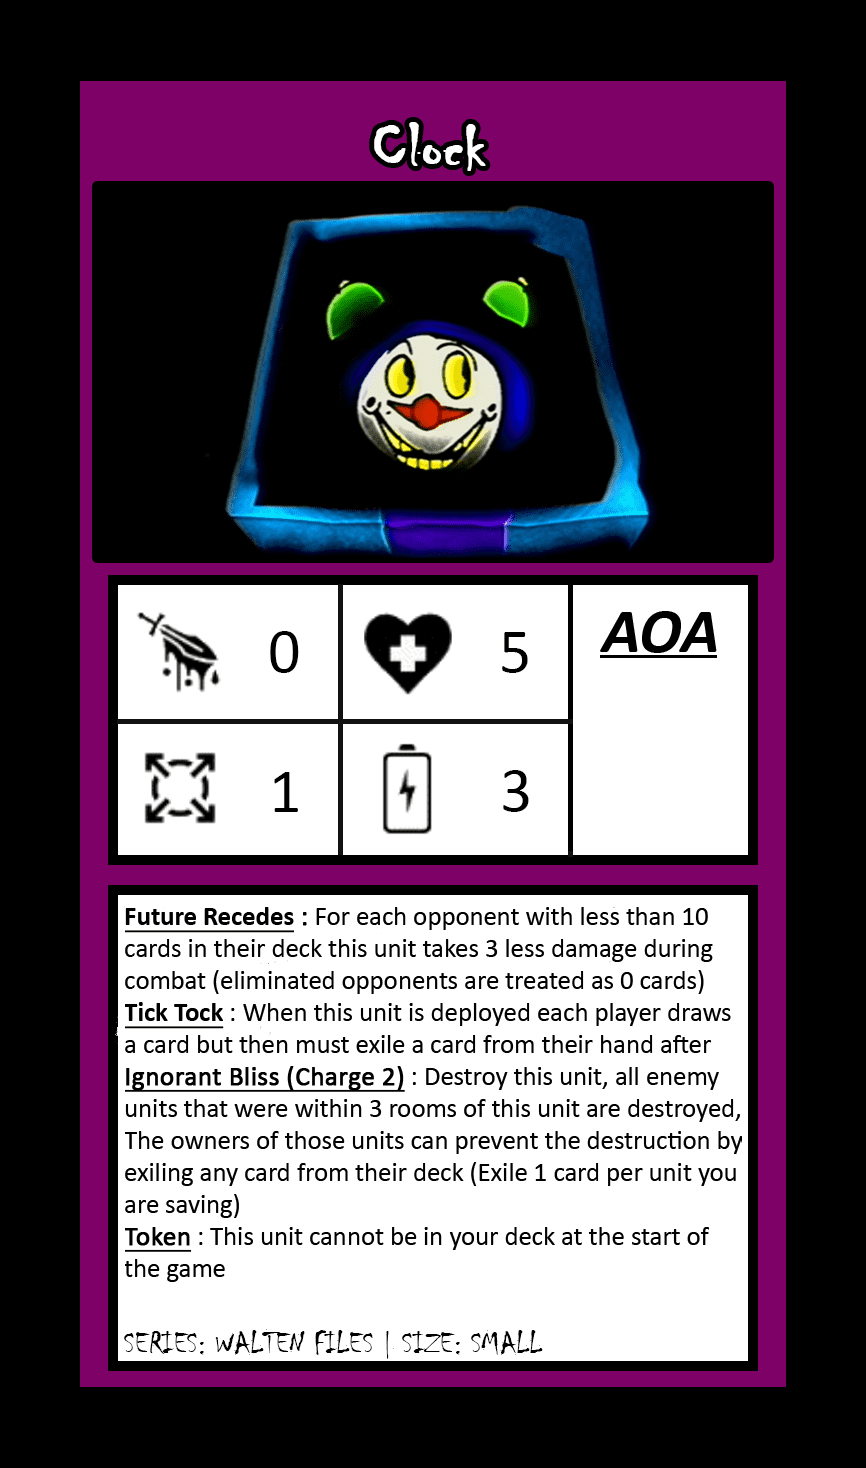 Clock
0
5
AOA
1
3
Future Recedes : For each opponent with less than 10
cards in their deck this unit takes 3 less damage during
combat (eliminated opponents are treated as 0 cards)
Tick Tock : When this unit is deployed each player draws
a card but then must exile a card from their hand after
Ignorant Bliss (Charge 2) : Destroy this unit, all enemy
units that were within 3 rooms of this unit are destroyed,
The owners of those units can prevent the destruction by
exiling any card from their deck (Exile 1 card per unit you
are saving)
Token : This unit cannot be in your deck at the start of
the game
SERIES: WALTEN FILES | SIZE: SMALL